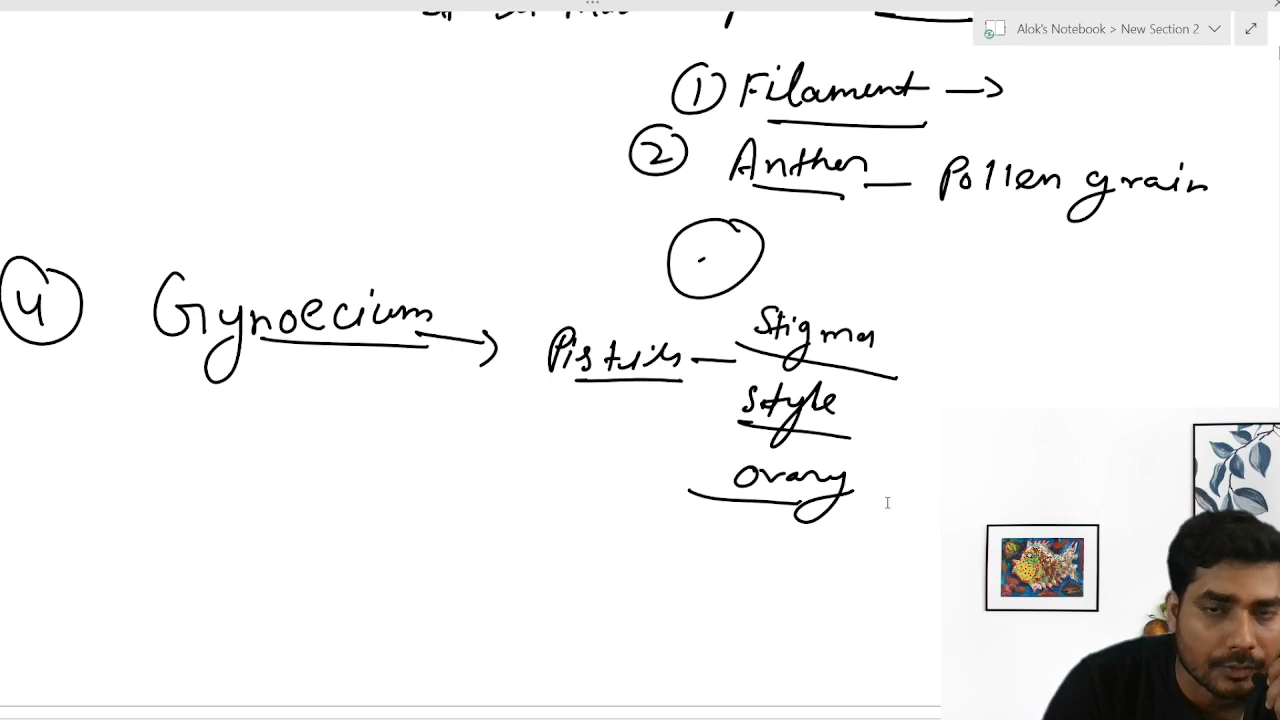 Alok's Notebook > New Section 2
① Filament →
② Anther — Pollen grain
④ Gynoecium → Pistils — Stigma
Style
Ovary